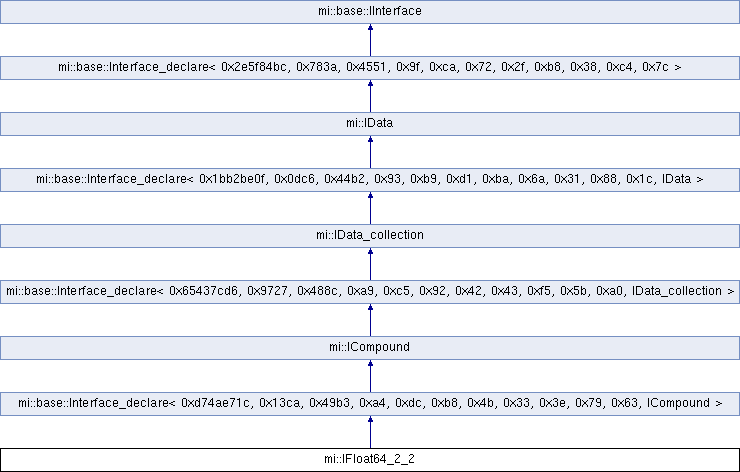 mi::base::IInterface
mi::base::Interface_declare< 0x2e5f84bc, 0x783a, 0x4551, 0x9f, 0xca, 0x72, 0x2f, 0xb8, 0x38, 0xc4, 0x7c >
mi::IData
mi::base::Interface_declare< 0x1bb2be0f, 0x0dc6, 0x44b2, 0x93, 0xb9, 0xd1, 0xba, 0x6a, 0x31, 0x88, 0x1c, IData >
mi::IData_collection
mi::base::Interface_declare< 0x65437cd6, 0x9727, 0x488c, 0xa9, 0xc5, 0x92, 0x42, 0x43, 0xf5, 0x5b, 0xa0, IData_collection >
mi::ICompound
mi::base::Interface_declare< 0xd74ae71c, 0x13ca, 0x49b3, 0xa4, 0xdc, 0xb8, 0x4b, 0x33, 0x3e, 0x79, 0x63, ICompound >
mi::IFloat64_2_2